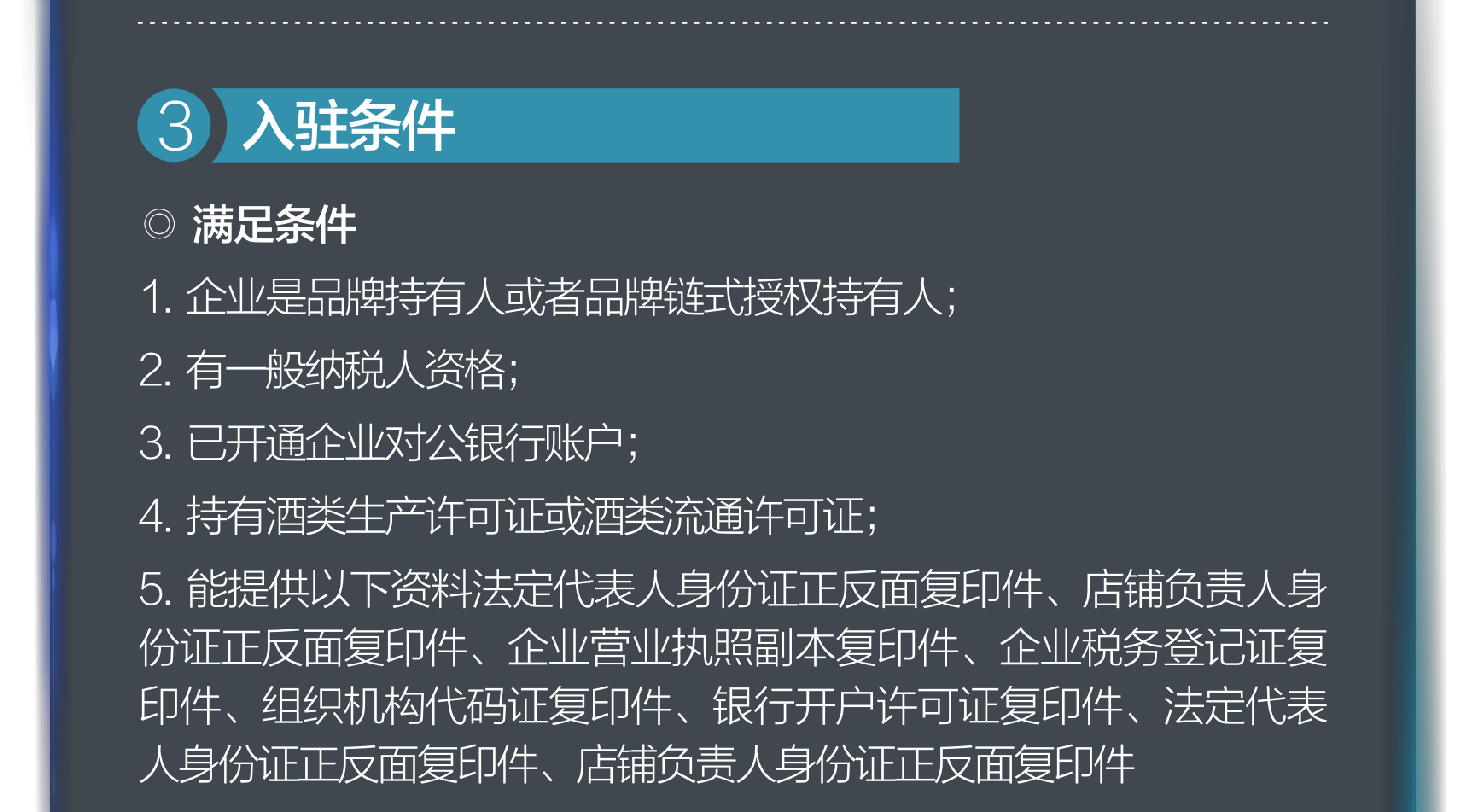 3 入驻条件
◎ 满足条件
1. 企业是品牌持有人或者品牌链式授权持有人；
2. 有一般纳税人资格；
3. 已开通企业对公银行账户；
4. 持有酒类生产许可证或酒类流通许可证；
5. 能提供以下资料法定代表人身份证正反面复印件、店铺负责人身
份证正反面复印件、企业营业执照副本复印件、企业税务登记证复
印件、组织机构代码证复印件、银行开户许可证复印件、法定代表
人身份证正反面复印件、店铺负责人身份证正反面复印件